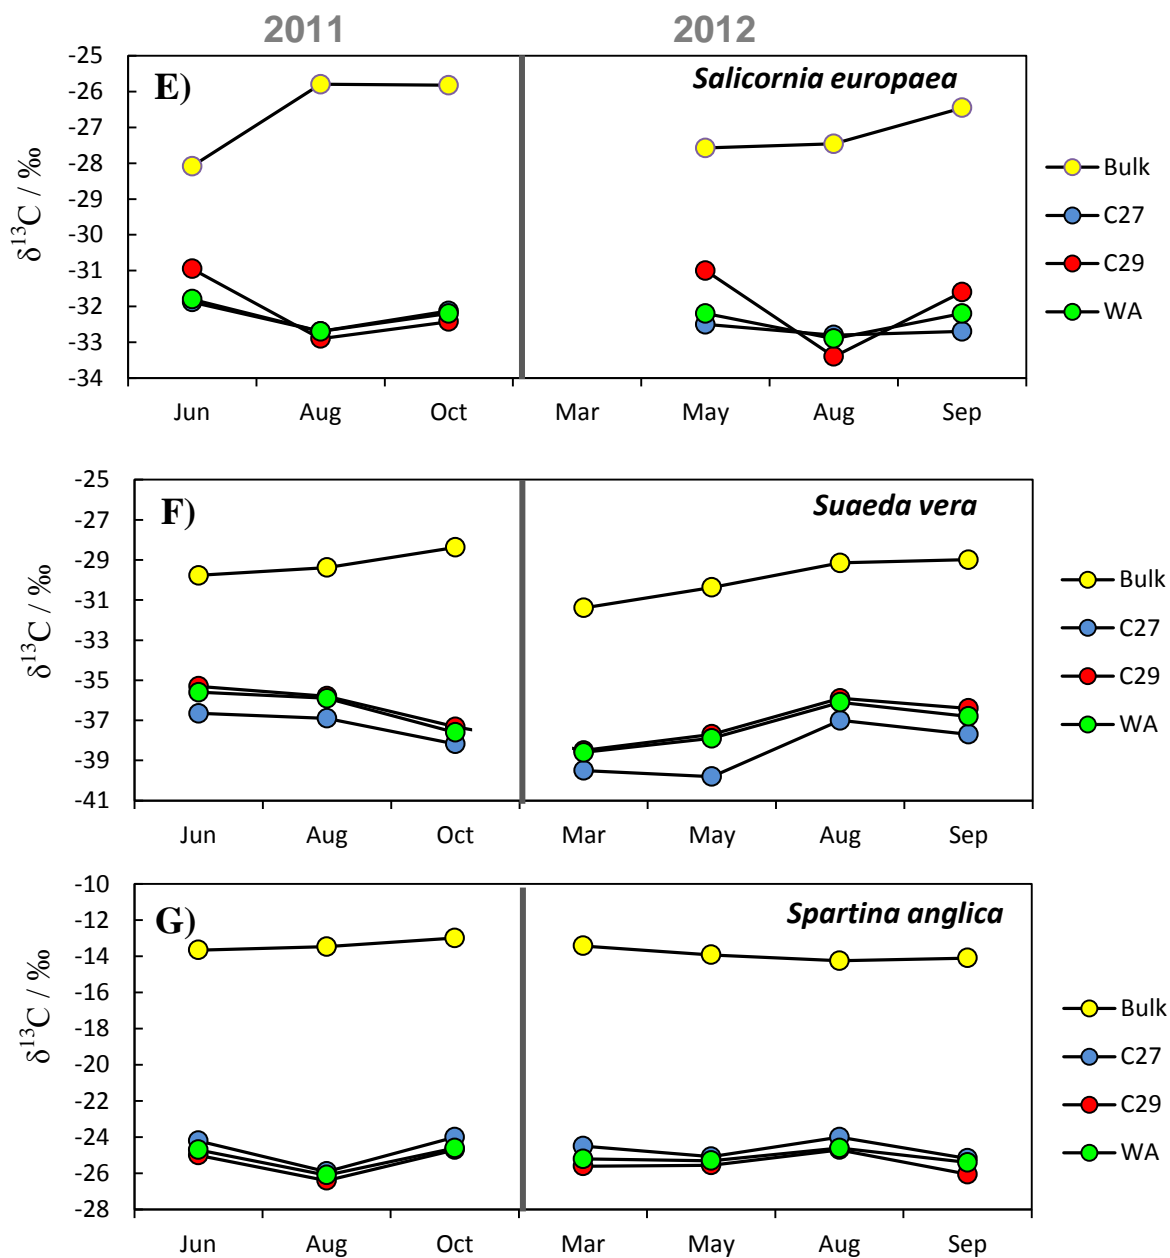 2011 2012
-25
E) Salicornia europaea
-26
-27
-28
-29
-30
-31
-32
-33
-34
δ13C / ‰
Jun Aug Oct Mar May Aug Sep
Bulk
C27
C29
WA
-25
F) Suaeda vera
-27
-29
-31
-33
-35
-37
-39
-41
δ13C / ‰
Jun Aug Oct Mar May Aug Sep
Bulk
C27
C29
WA
-10
G) Spartina anglica
-12
-14
-16
-18
-20
-22
-24
-26
-28
δ13C / ‰
Jun Aug Oct Mar May Aug Sep
Bulk
C27
C29
WA